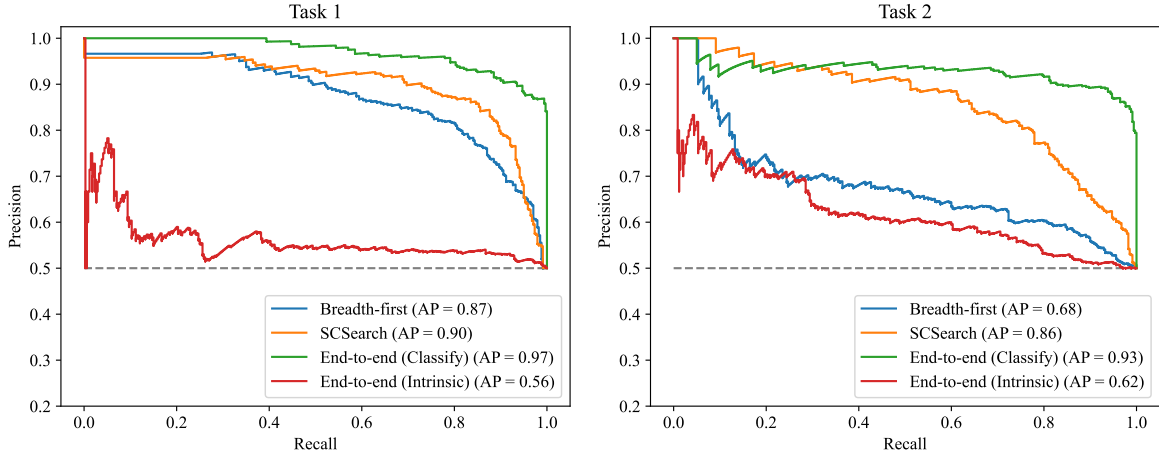 Task 1
Precision
1.0
0.9
0.8
0.7
0.6
0.5
0.4
0.3
0.2
Breadth-first (AP = 0.87)
SCSearch (AP = 0.90)
End-to-end (Classify) (AP = 0.97)
End-to-end (Intrinsic) (AP = 0.56)
0.0 0.2 0.4 0.6 0.8 1.0
Recall
Task 2
Precision
1.0
0.9
0.8
0.7
0.6
0.5
0.4
0.3
0.2
Breadth-first (AP = 0.68)
SCSearch (AP = 0.86)
End-to-end (Classify) (AP = 0.93)
End-to-end (Intrinsic) (AP = 0.62)
0.0 0.2 0.4 0.6 0.8 1.0
Recall